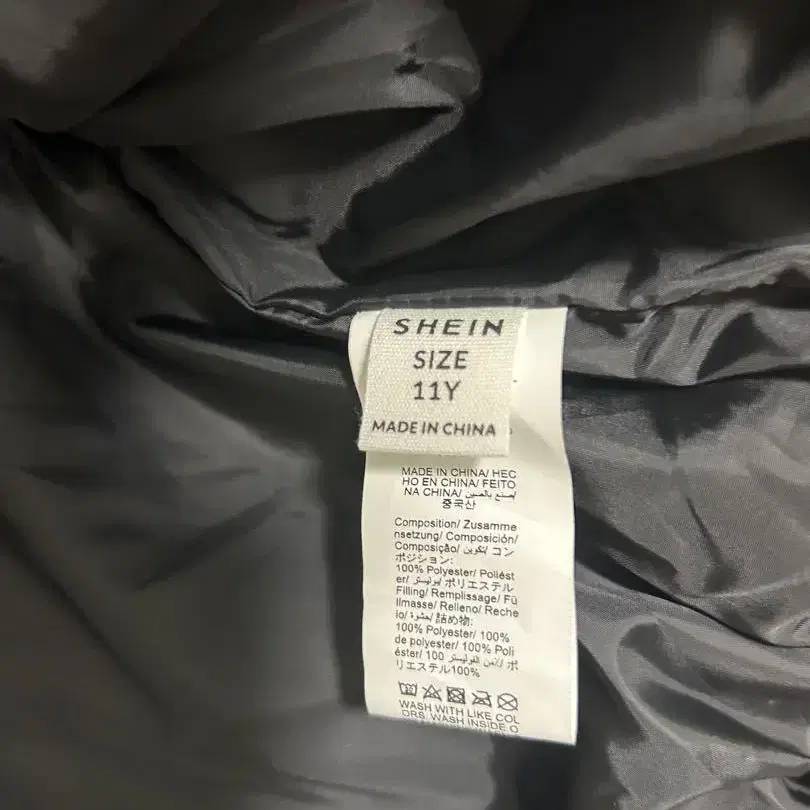 SHEIN
SIZE
11Y
MADE IN CHINA
MADE IN CHINA/ HEC
HO EN CHINA/ FEITO
NA CHINA/ صنع بالصين/
중국산
Composition/ Zusamme
nsetzung/ Composición/
Composição/ تكوين/ コン
ポジション:
100% Polyester/ Poliést
er/ بوليستر/ ポリエステル
Filling/ Remplissage/ Fü
llmasse/ Relleno/ Reche
io/ حشوة/ 詰め物:
100% Polyester/ 100%
de polyester/ 100% Poli
éster/ 100 ٪من البوليستر/ ポ
リエステル100%
WASH WITH LIKE COL
ORS, WASH INSIDE O